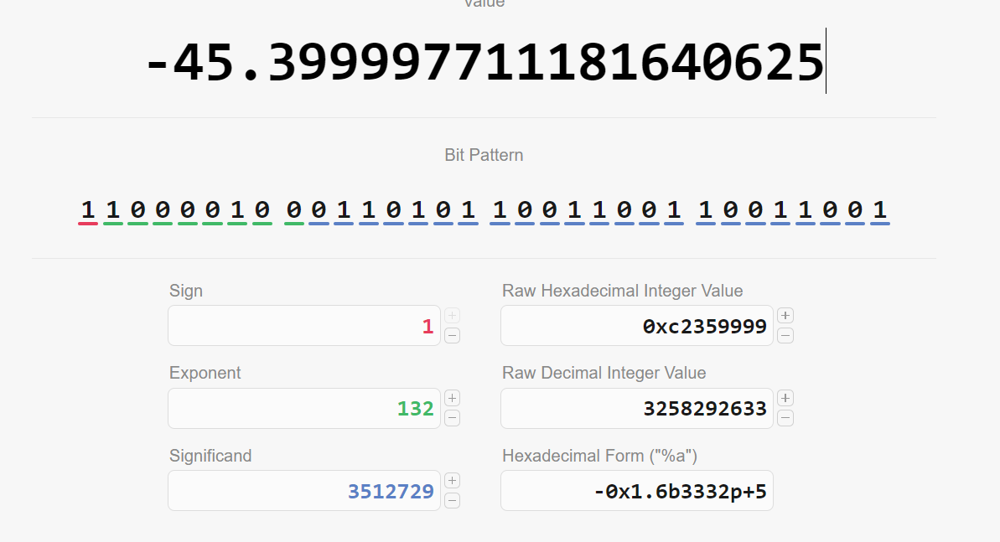 Value
-45.399997711181640625
Bit Pattern
1 1 0 0 0 0 1 0 0 0 1 1 0 1 0 1 1 0 0 1 1 0 0 1 1 0 0 1 1 0 0 1
Sign
Raw Hexadecimal Integer Value
1
+
−
0xc2359999
+
−
Exponent
Raw Decimal Integer Value
132
+
−
3258292633
+
−
Significand
Hexadecimal Form ("%a")
3512729
+
−
-0x1.6b3332p+5